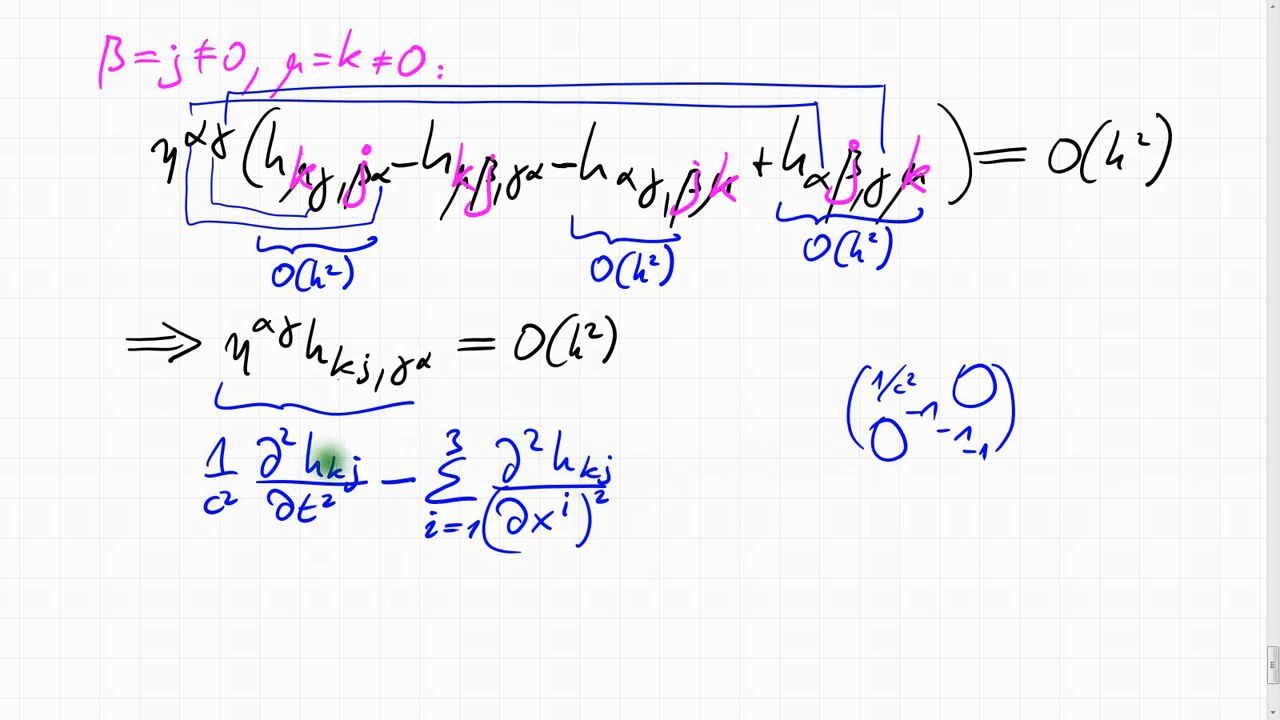 β = j ≠ 0, μ = k ≠ 0:
η^{αγ} (h_{kγ,jα} − h_{kj,γα} − h_{αγ,jk} + h_{αj,γk}) = O(h²)
O(h²) O(h²) O(h²)
⟹ η^{αγ} h_{kj,γα} = O(h²)
(1/c² −1 0 0 −1 −1)
1/c² ∂²h_{kj}/∂t² − Σ_{i=1}^{3} ∂²h_{kj}/(∂x^i)²